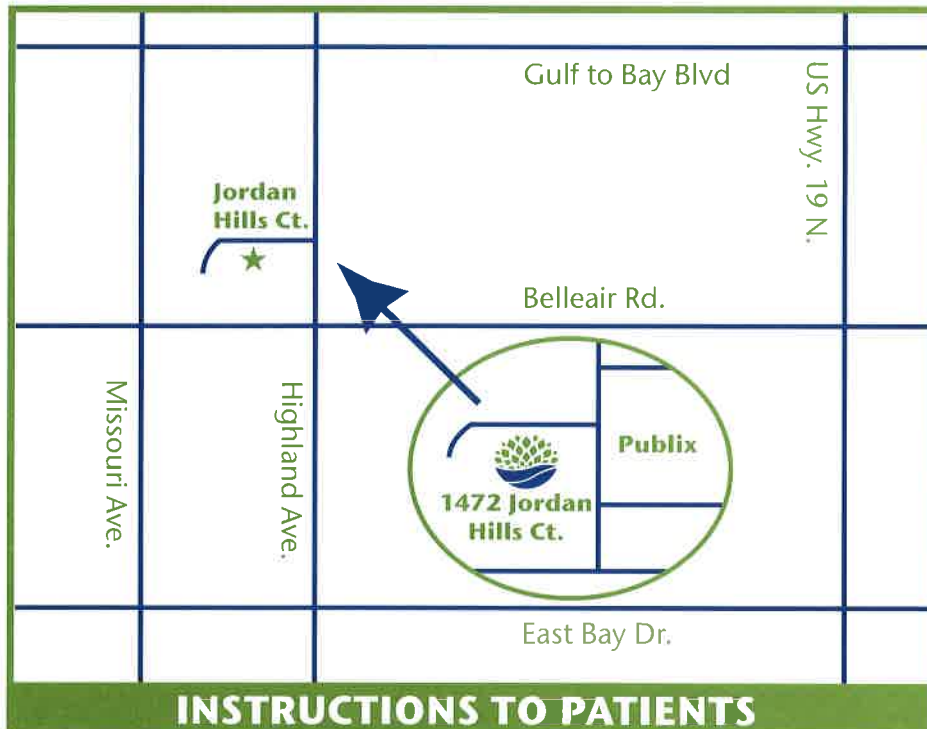 Gulf to Bay Blvd
US Hwy. 19 N.
Jordan
Hills Ct.
Belleair Rd.
Missouri Ave.
Highland Ave.
Publix
1472 Jordan
Hills Ct.
East Bay Dr.
INSTRUCTIONS TO PATIENTS